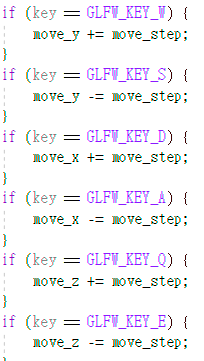 if (key == GLFW_KEY_W) {
move_y += move_step;
}
if (key == GLFW_KEY_S) {
move_y -= move_step;
}
if (key == GLFW_KEY_D) {
move_x += move_step;
}
if (key == GLFW_KEY_A) {
move_x -= move_step;
}
if (key == GLFW_KEY_Q) {
move_z += move_step;
}
if (key == GLFW_KEY_E) {
move_z -= move_step;
}